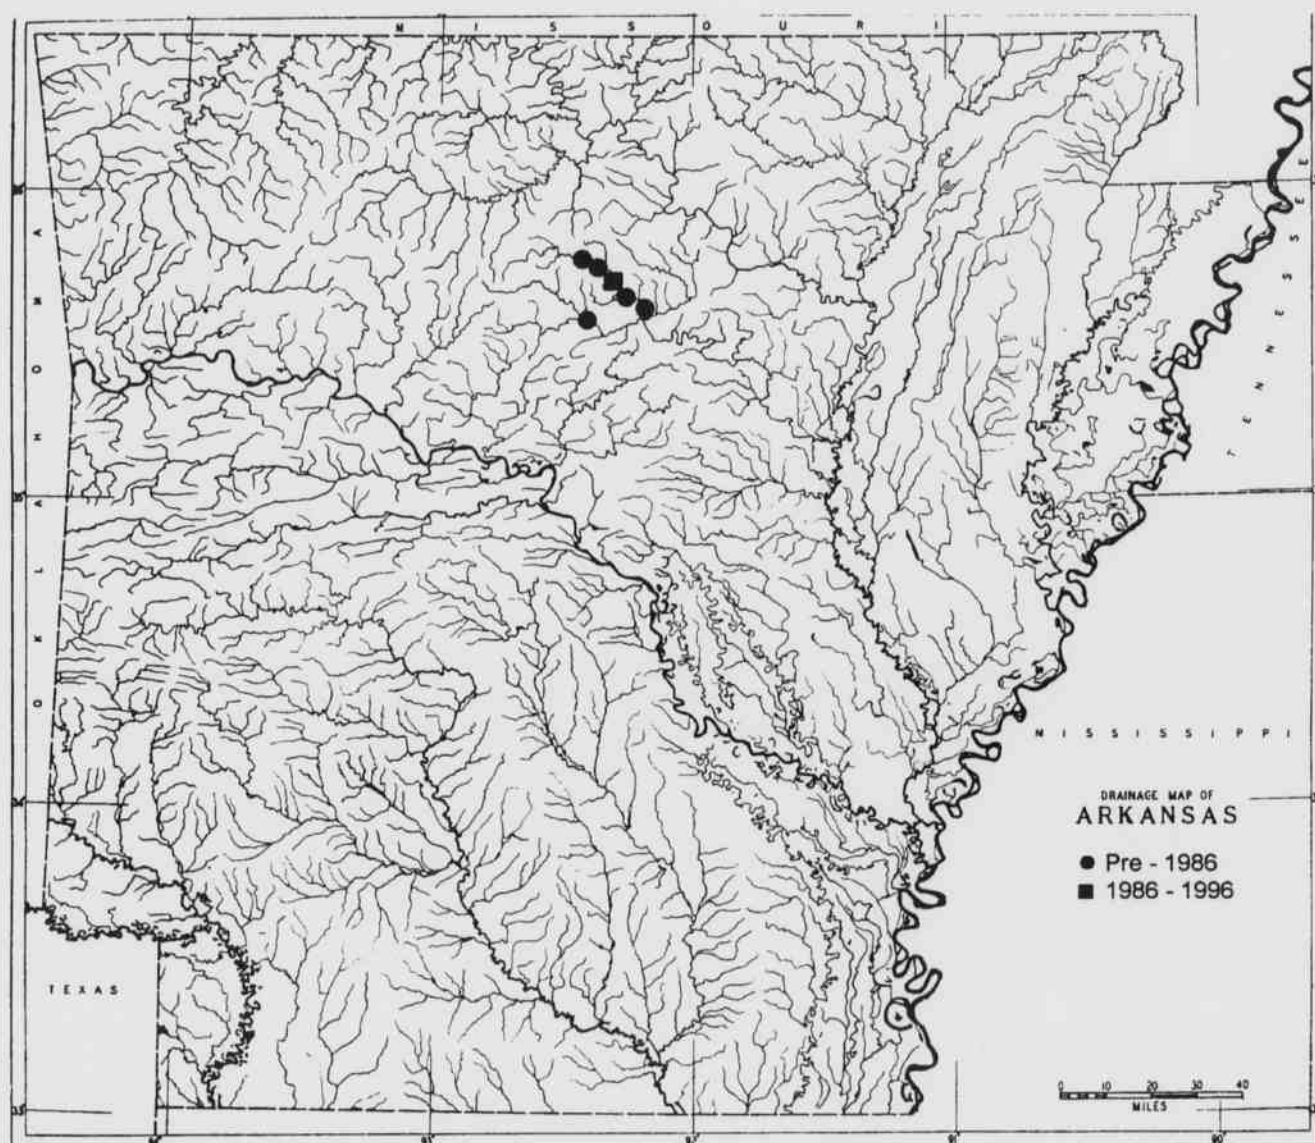 MISSOURI
OKLAHOMA
TENNESSEE
MISSISSIPPI
DRAINAGE MAP OF
ARKANSAS
Pre - 1986
1986 - 1996
TEXAS
0 10 20 30 40
MILES